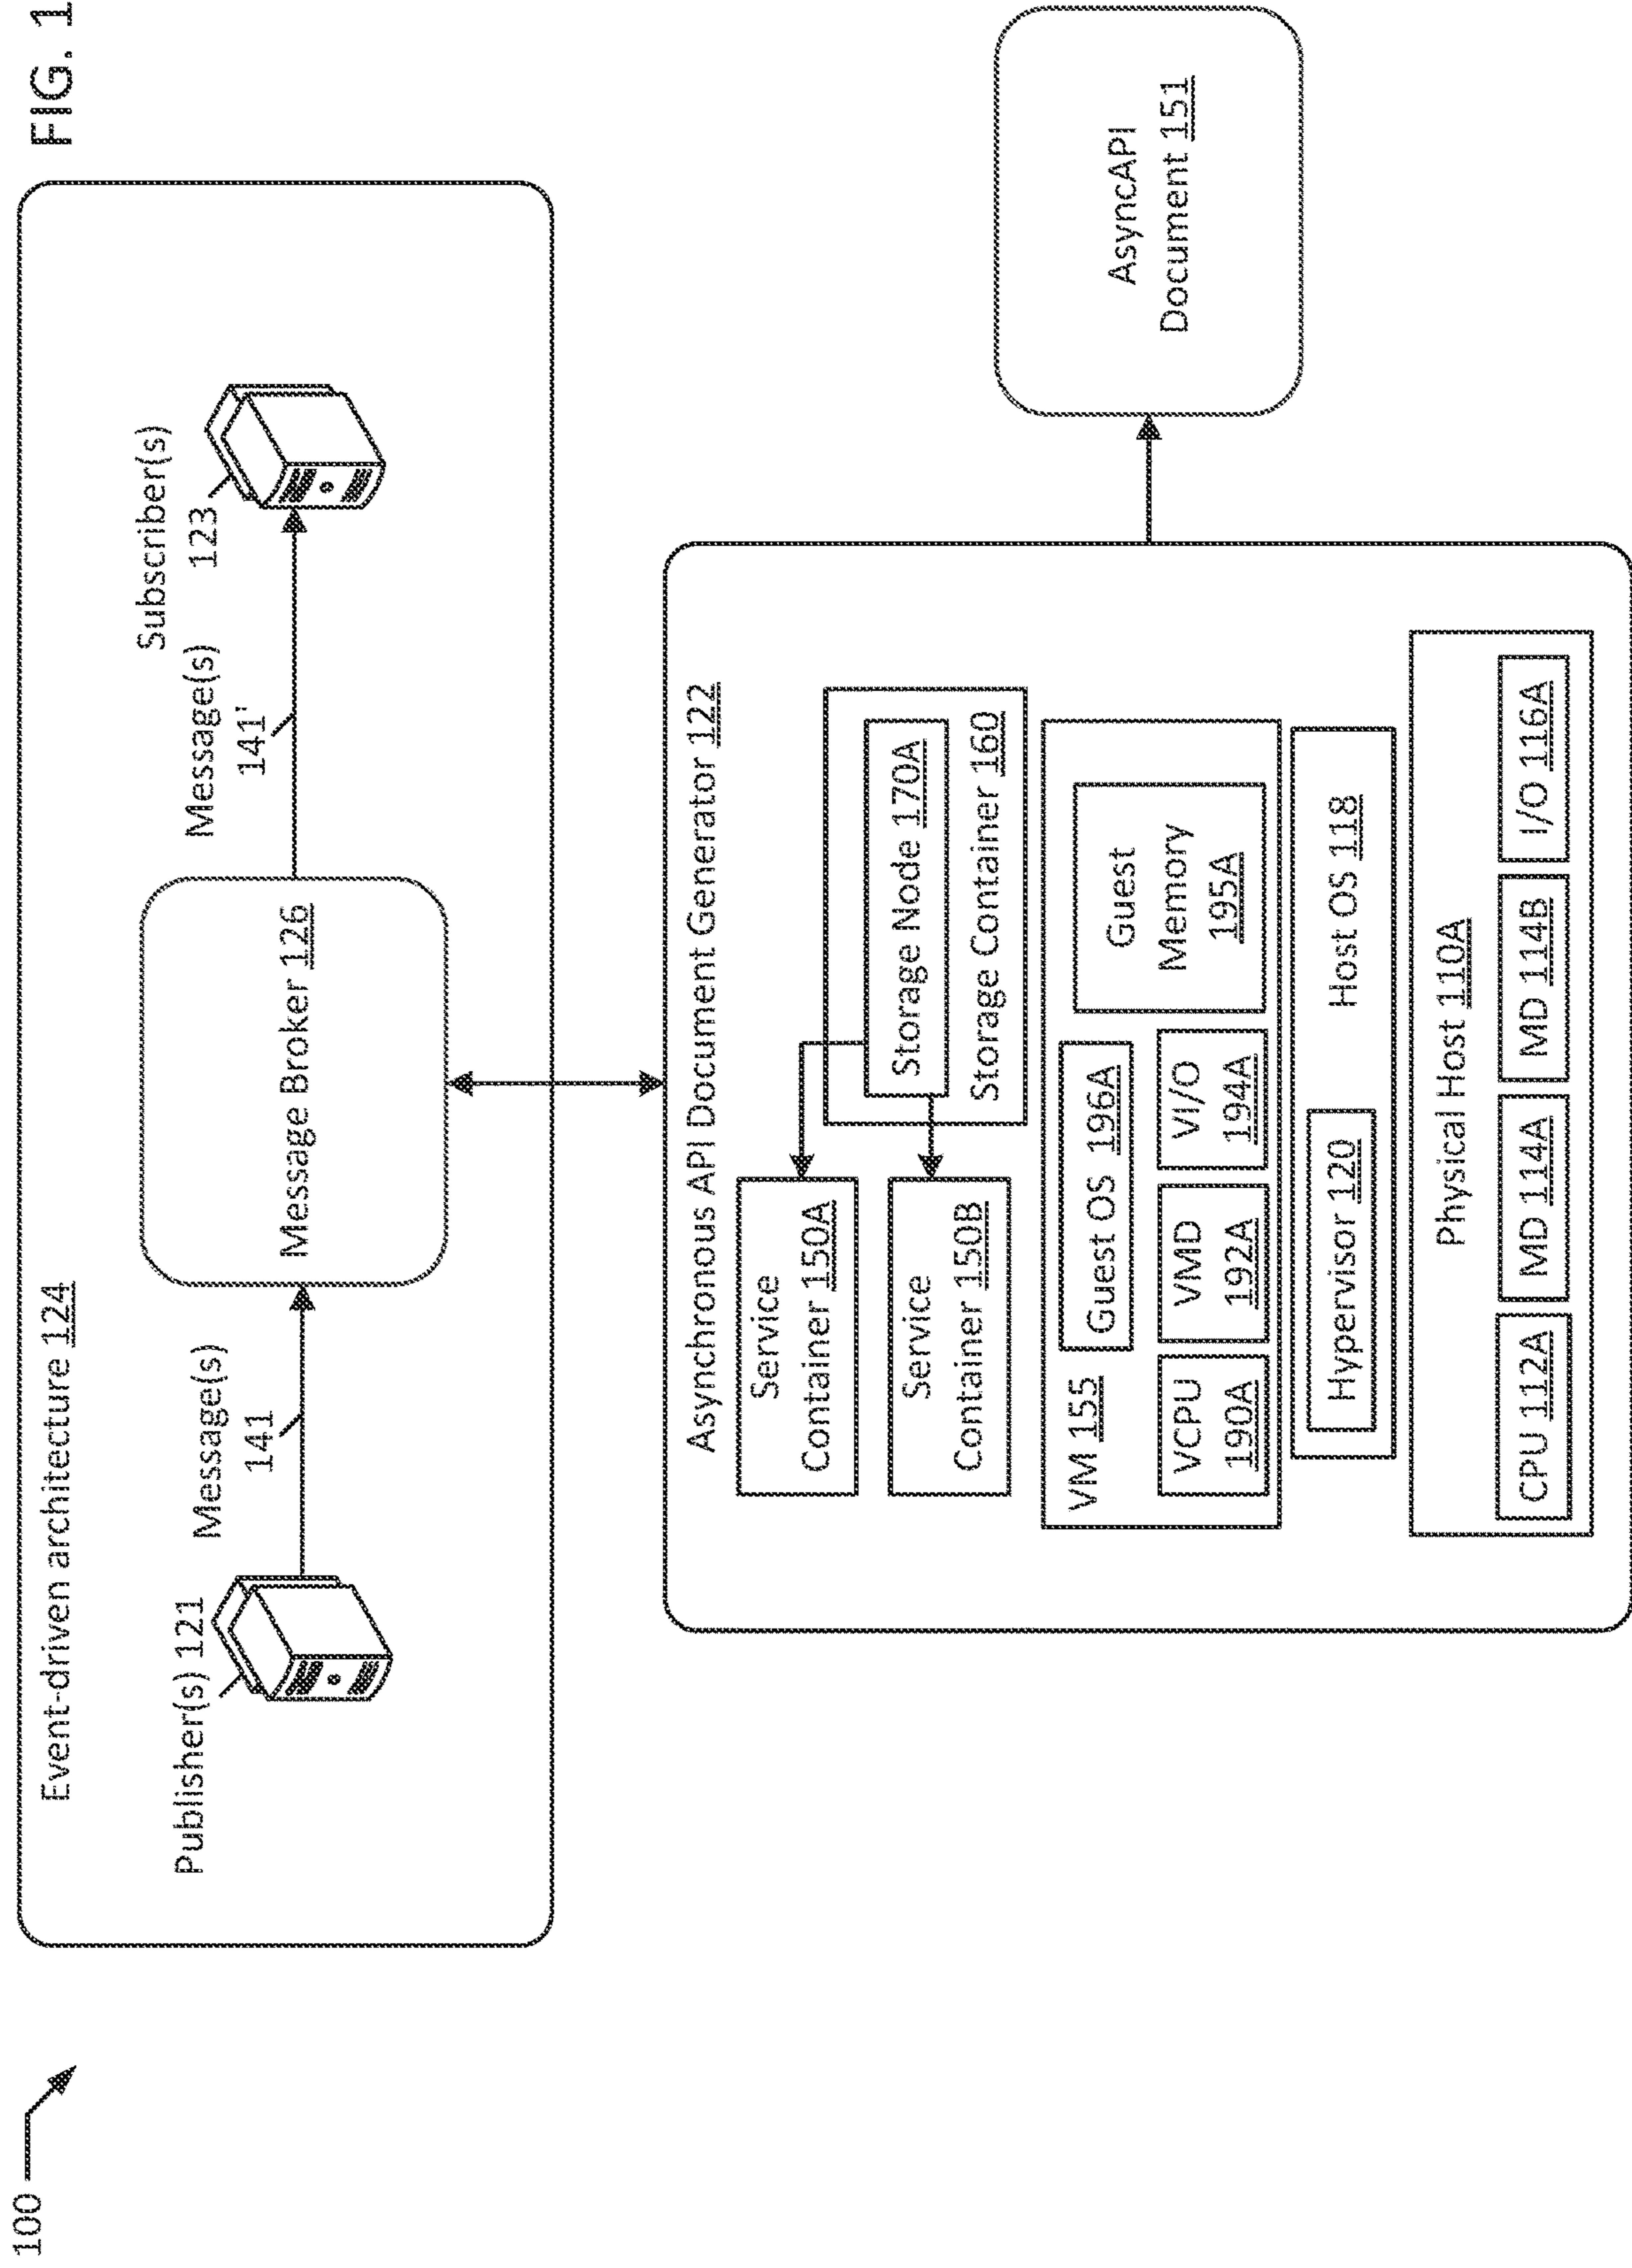 100
FIG. 1
Event-driven architecture 124
Publisher(s) 121
Message(s)
141
Message Broker 126
Message(s)
141'
Subscriber(s)
123
Asynchronous API Document Generator 122
Service
Container 150A
Service
Container 150B
Storage Node 170A
Storage Container 160
VM 155
Guest OS 196A
VCPU
190A
VMD
192A
VI/O
194A
Guest
Memory
195A
Hypervisor 120
Host OS 118
Physical Host 110A
CPU 112A
MD 114A
MD 114B
I/O 116A
AsyncAPI
Document 151